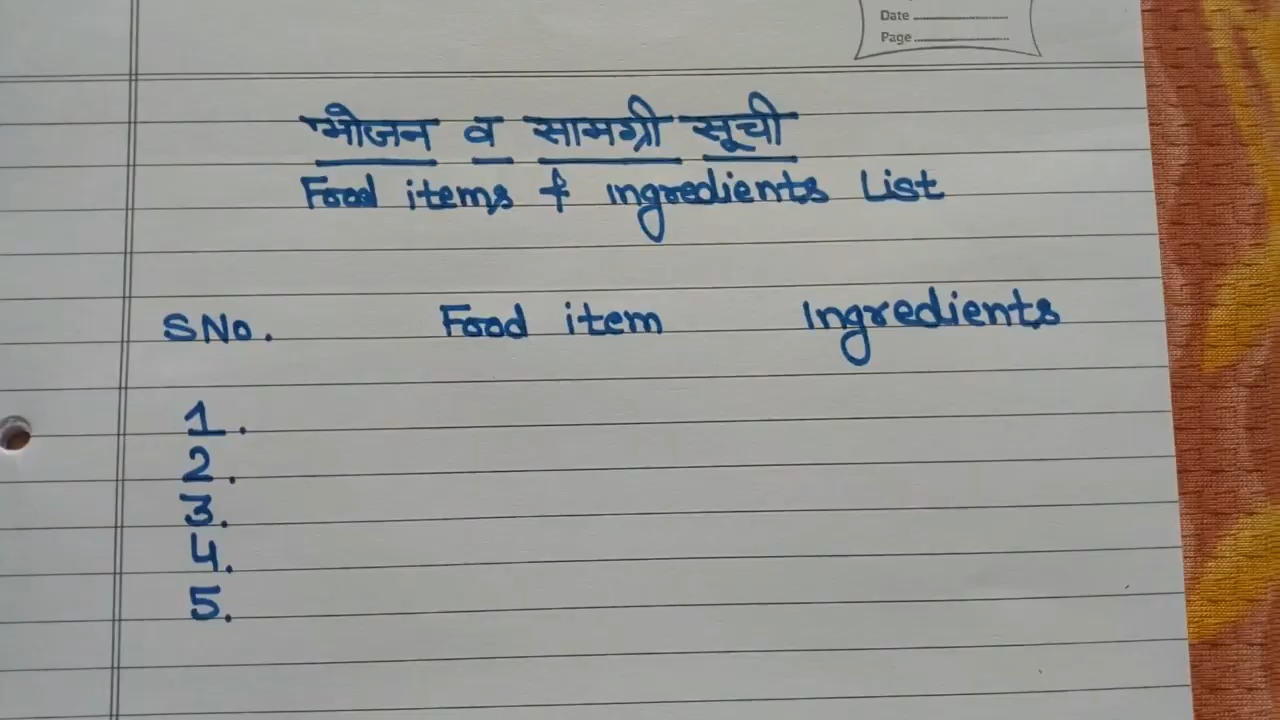 Date
Page
भोजन व सामग्री सूची
Food items & ingredients List
SNo. Food item Ingredients
1.
2.
3.
4.
5.